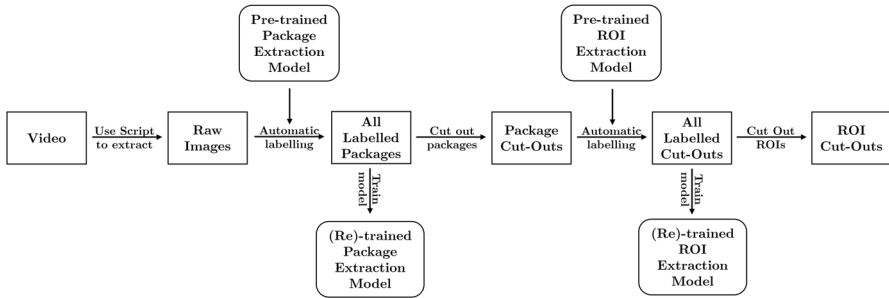 Pre-trained
Package
Extraction
Model
Pre-trained
ROI
Extraction
Model
Video
Use Script
to extract
Raw
Images
Automatic
labelling
All
Labelled
Packages
Cut out
packages
Package
Cut-Outs
Automatic
labelling
All
Labelled
Cut-Outs
Cut Out
ROIs
ROI
Cut-Outs
Train
model
Train
model
(Re)-trained
Package
Extraction
Model
(Re)-trained
ROI
Extraction
Model